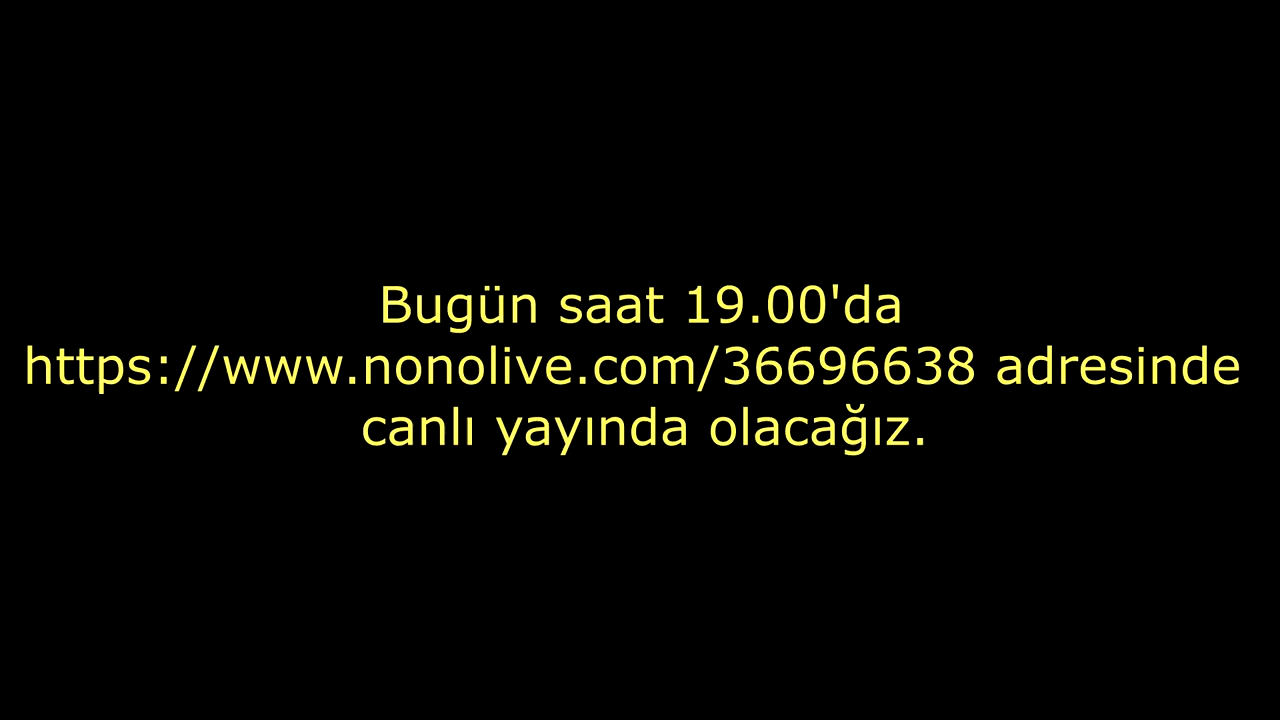 Bugün saat 19.00'da
https://www.nonolive.com/36696638 adresinde
canlı yayında olacağız.